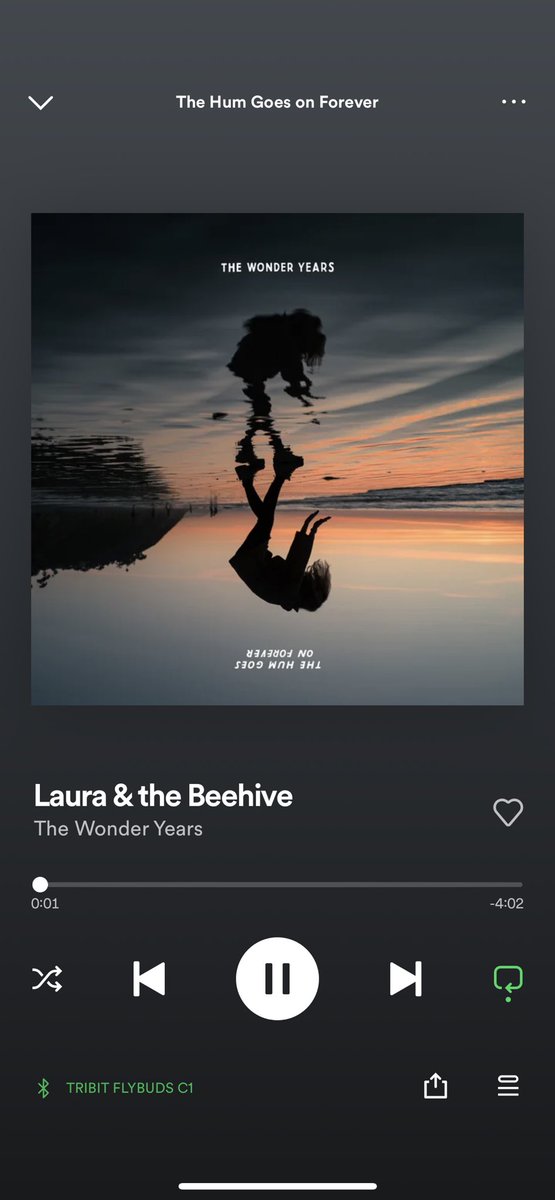 The Hum Goes on Forever
THE WONDER YEARS
THE HUM GOES
ON FOREVER
Laura & the Beehive
The Wonder Years
0:01
-4:02
TRIBIT FLYBUDS C1